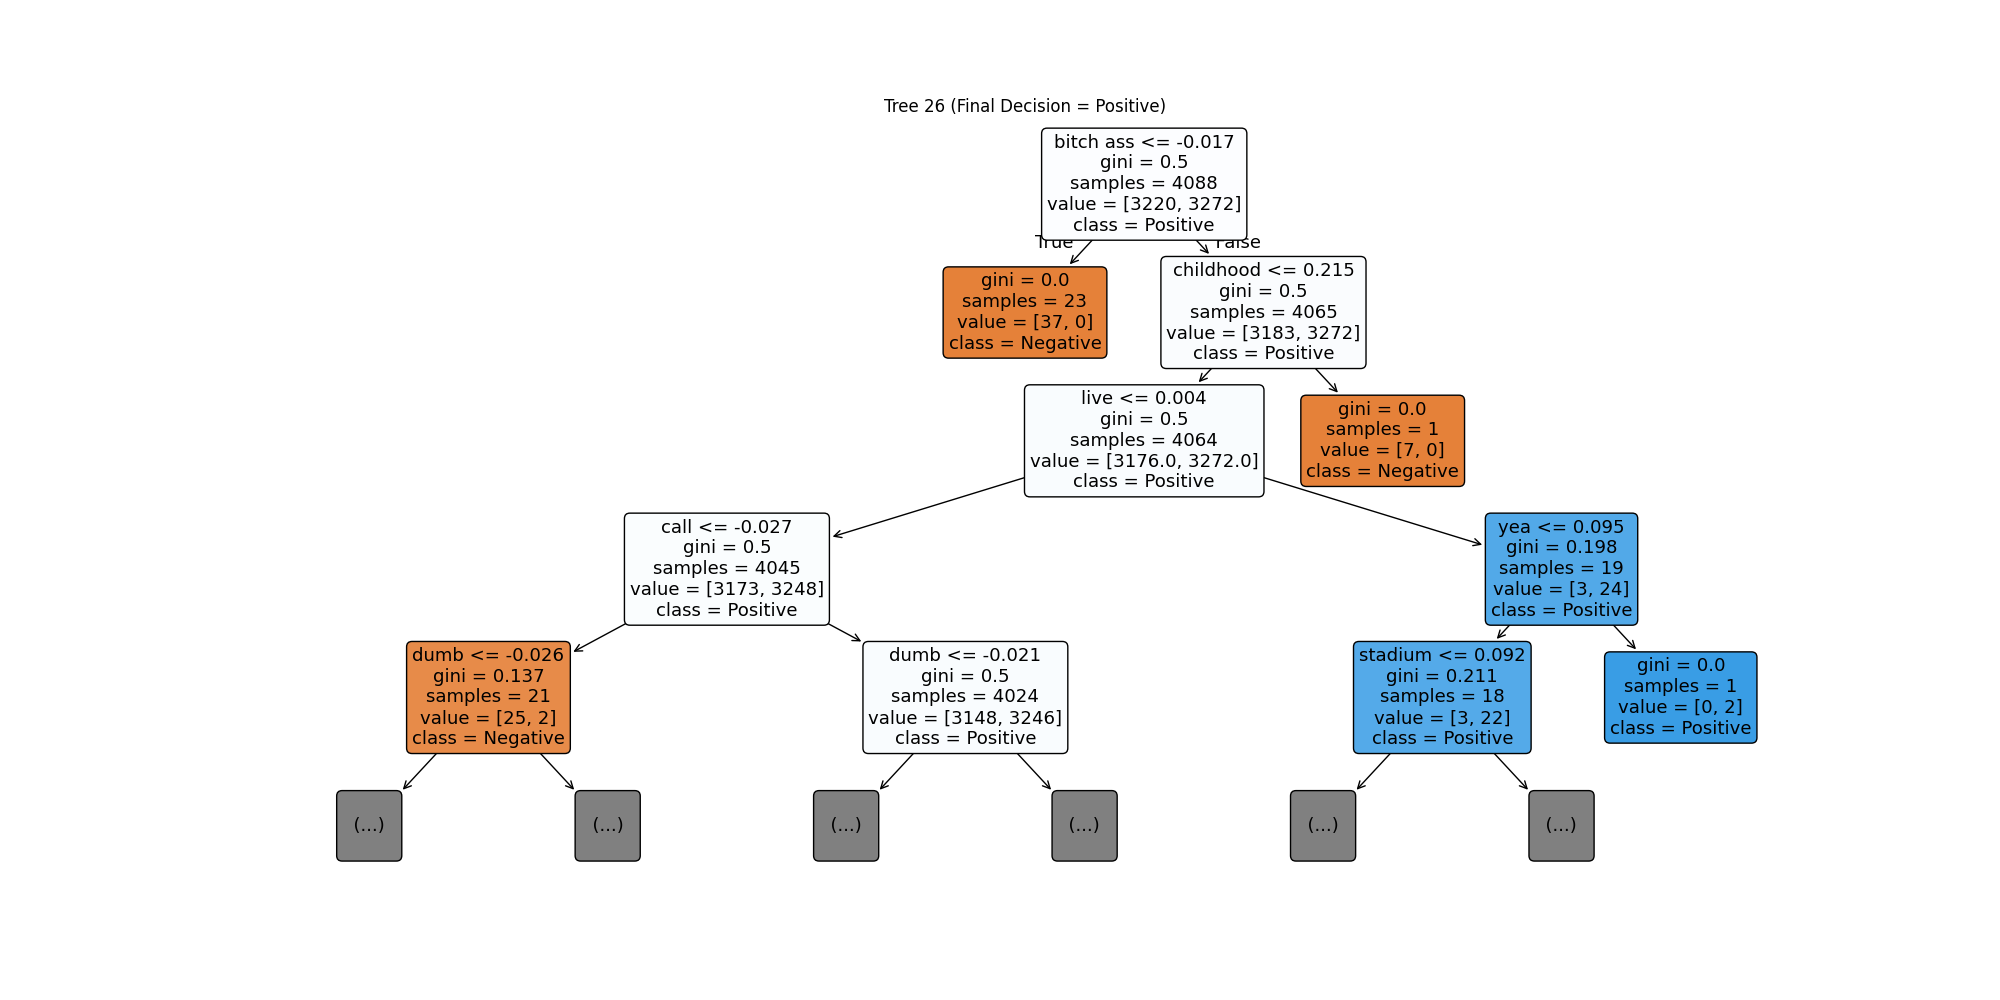 Tree 26 (Final Decision = Positive)
bitch ass <= -0.017
gini = 0.5
samples = 4088
value = [3220, 3272]
class = Positive
True
False
gini = 0.0
samples = 23
value = [37, 0]
class = Negative
childhood <= 0.215
gini = 0.5
samples = 4065
value = [3183, 3272]
class = Positive
live <= 0.004
gini = 0.5
samples = 4064
value = [3176.0, 3272.0]
class = Positive
gini = 0.0
samples = 1
value = [7, 0]
class = Negative
call <= -0.027
gini = 0.5
samples = 4045
value = [3173, 3248]
class = Positive
yea <= 0.095
gini = 0.198
samples = 19
value = [3, 24]
class = Positive
dumb <= -0.026
gini = 0.137
samples = 21
value = [25, 2]
class = Negative
dumb <= -0.021
gini = 0.5
samples = 4024
value = [3148, 3246]
class = Positive
stadium <= 0.092
gini = 0.211
samples = 18
value = [3, 22]
class = Positive
gini = 0.0
samples = 1
value = [0, 2]
class = Positive
(...)
(...)
(...)
(...)
(...)
(...)